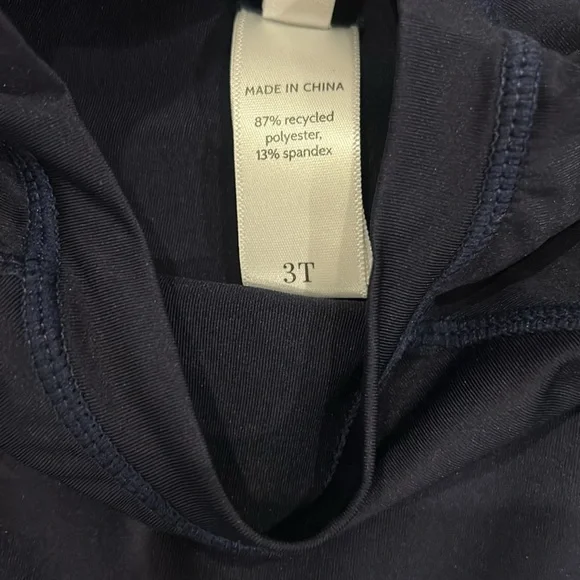 MADE IN CHINA
87% recycled
polyester,
13% spandex
3T